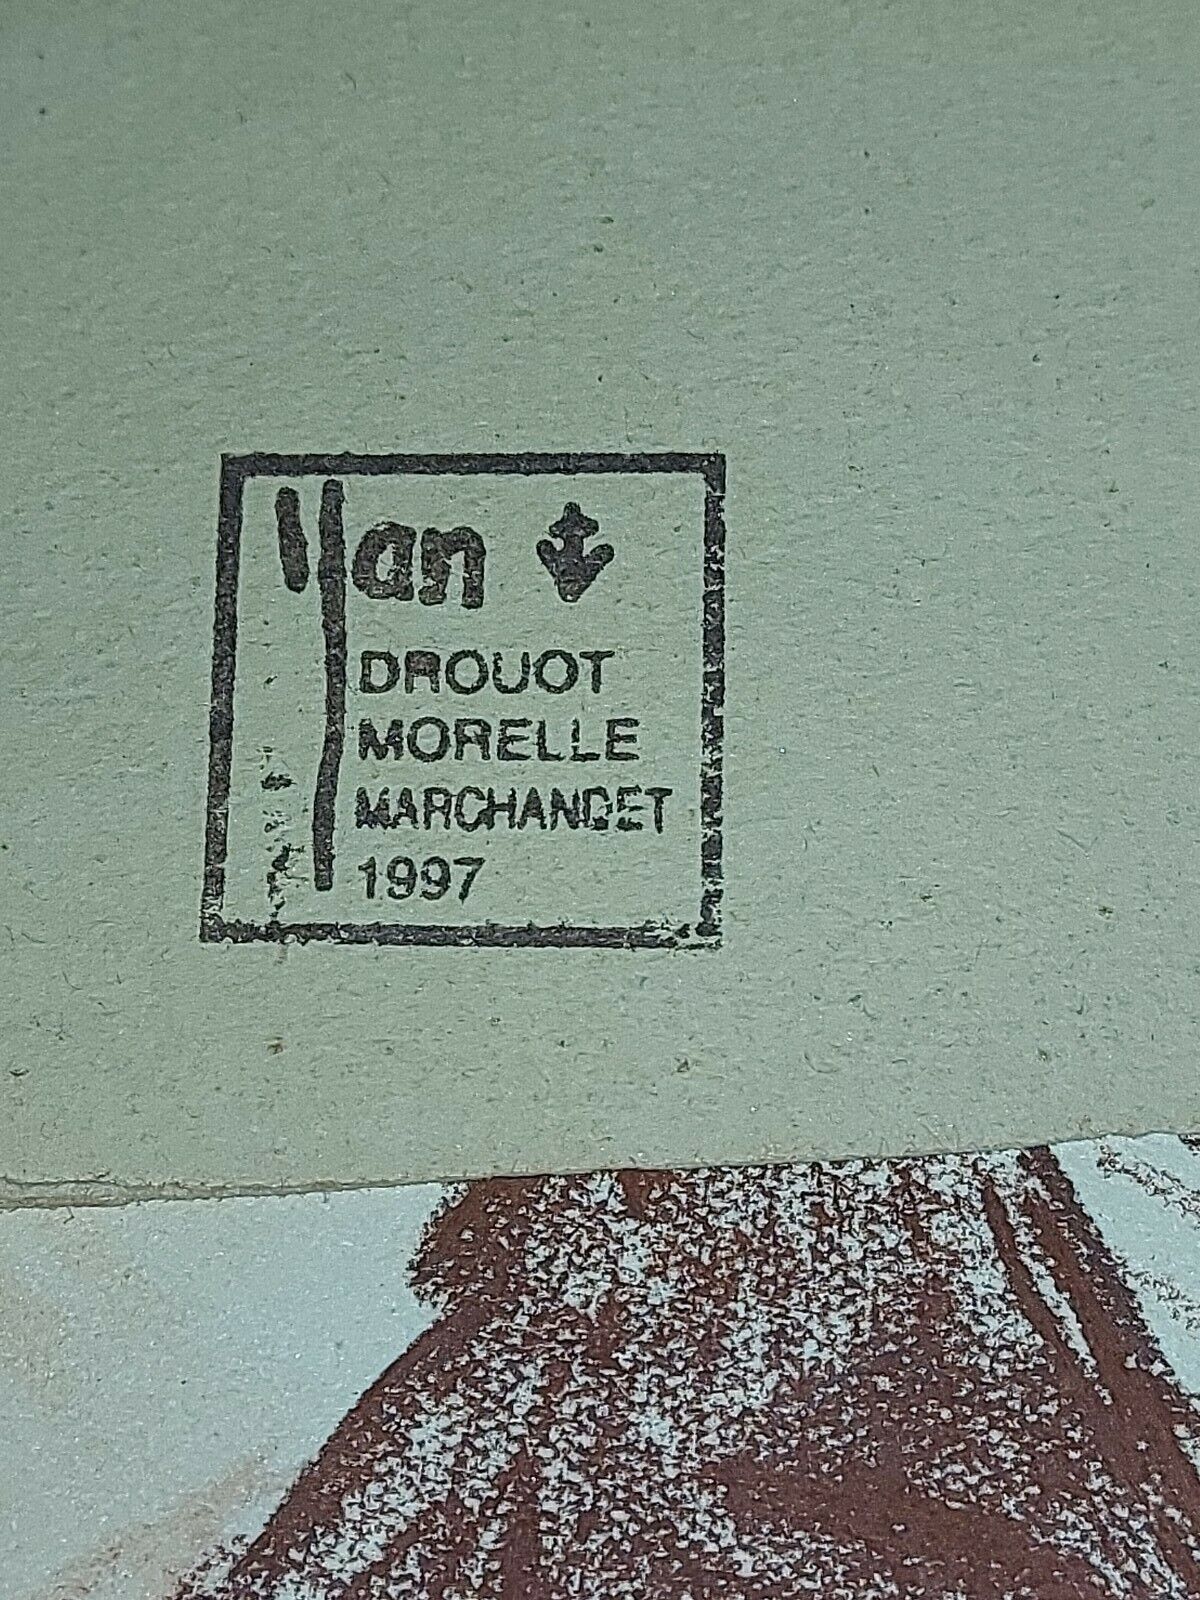 Yan
DROUOT
MORELLE
MARCHANDET
1997